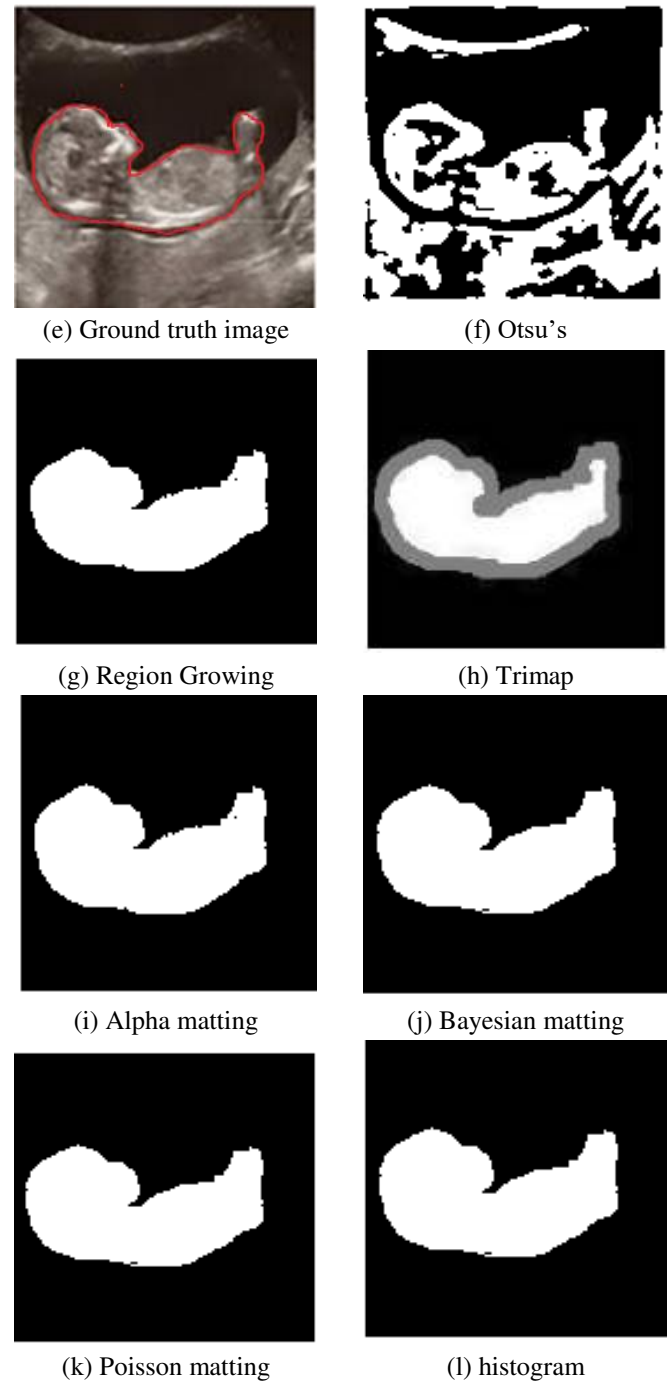 (e) Ground truth image
(f) Otsu's
(g) Region Growing
(h) Trimap
(i) Alpha matting
(j) Bayesian matting
(k) Poisson matting
(l) histogram